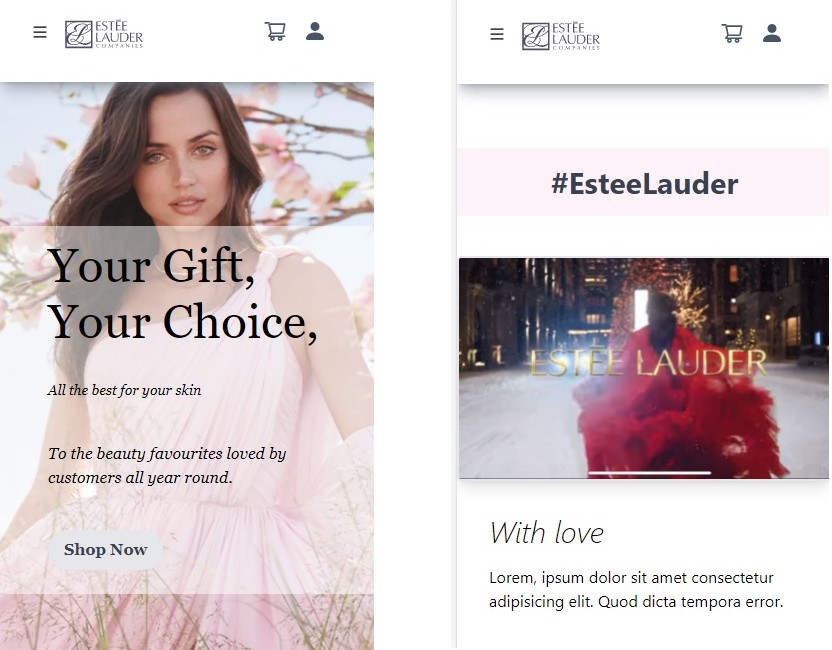 ESTĒE
LAUDER
COMPANIES
Your Gift,
Your Choice,
All the best for your skin
To the beauty favourites loved by
customers all year round.
Shop Now
ESTĒE
LAUDER
COMPANIES
#EsteeLauder
ESTĒE LAUDER
With love
Lorem, ipsum dolor sit amet consectetur
adipisicing elit. Quod dicta tempora error.